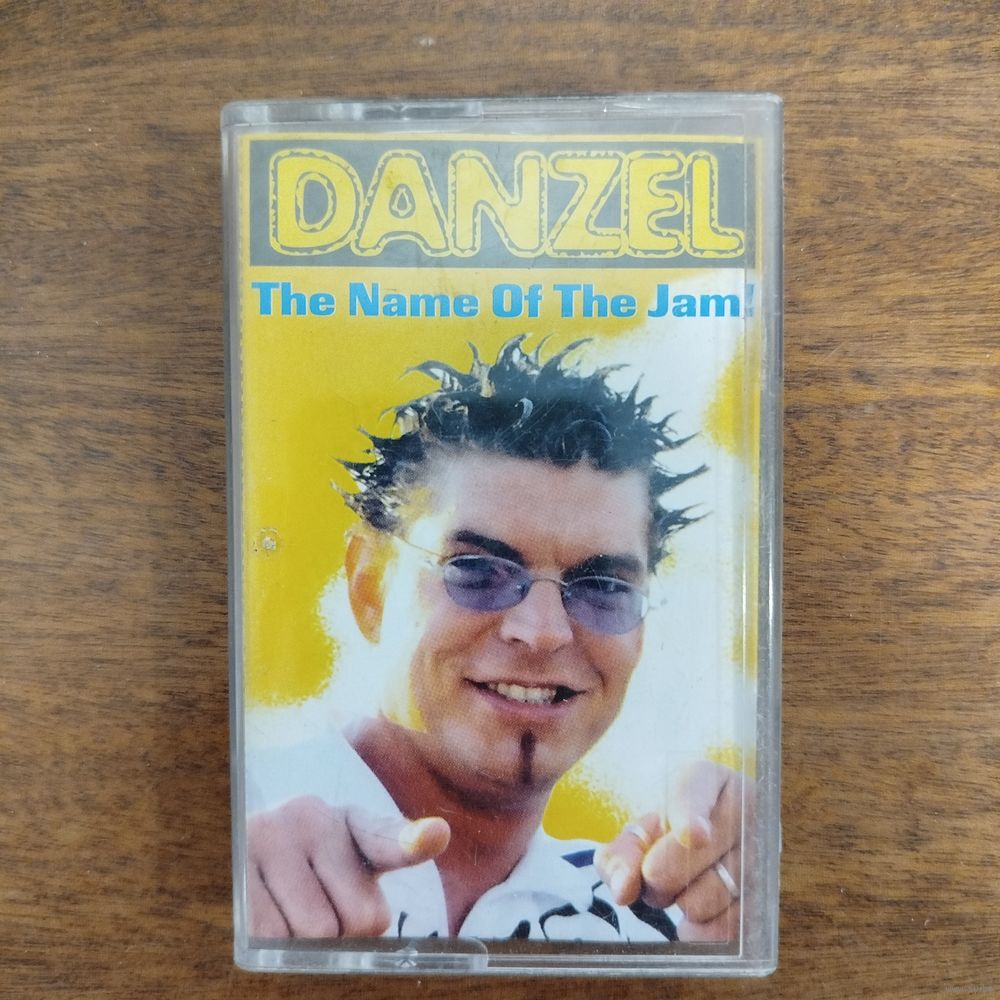 DANZEL
The Name Of The Jam!